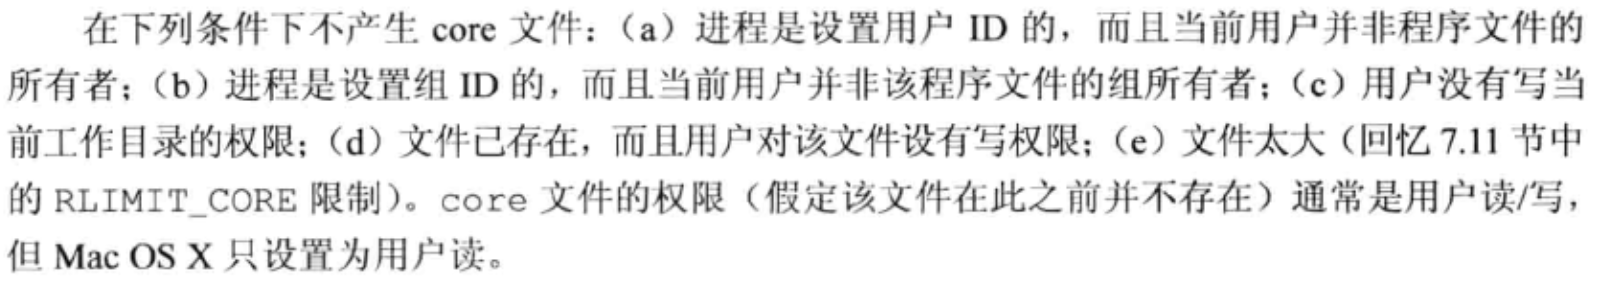 在下列条件下不产生 core 文件：（a）进程是设置用户 ID 的，而且当前用户并非程序文件的
所有者；（b）进程是设置组 ID 的，而且当前用户并非该程序文件的组所有者；（c）用户没有写当
前工作目录的权限；（d）文件已存在，而且用户对该文件设有写权限；（e）文件太大（回忆 7.11 节中
的 RLIMIT_CORE 限制）。core 文件的权限（假定该文件在此之前并不存在）通常是用户读/写，
但 Mac OS X 只设置为用户读。